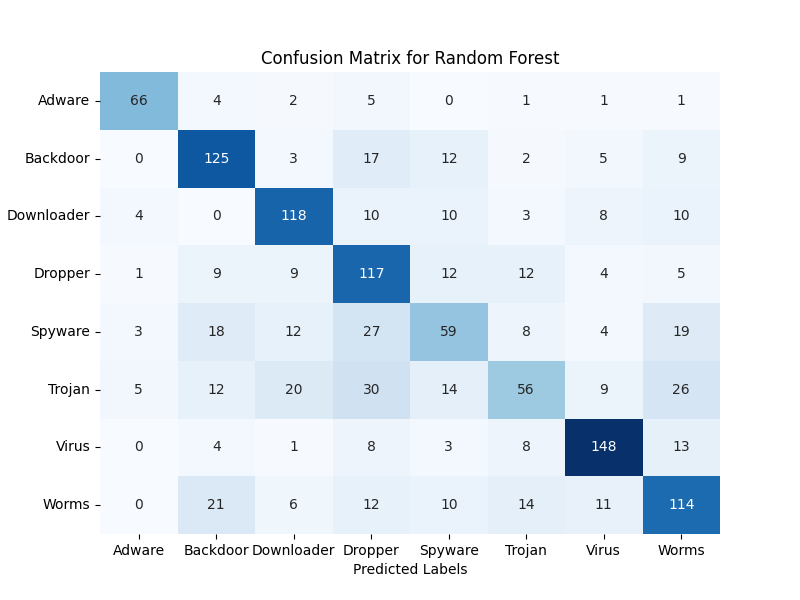 Confusion Matrix for Random Forest
Adware 66 4 2 5 0 1 1 1
Backdoor 0 125 3 17 12 2 5 9
Downloader 4 0 118 10 10 3 8 10
Dropper 1 9 9 117 12 12 4 5
Spyware 3 18 12 27 59 8 4 19
Trojan 5 12 20 30 14 56 9 26
Virus 0 4 1 8 3 8 148 13
Worms 0 21 6 12 10 14 11 114
Adware Backdoor Downloader Dropper Spyware Trojan Virus Worms
Predicted Labels